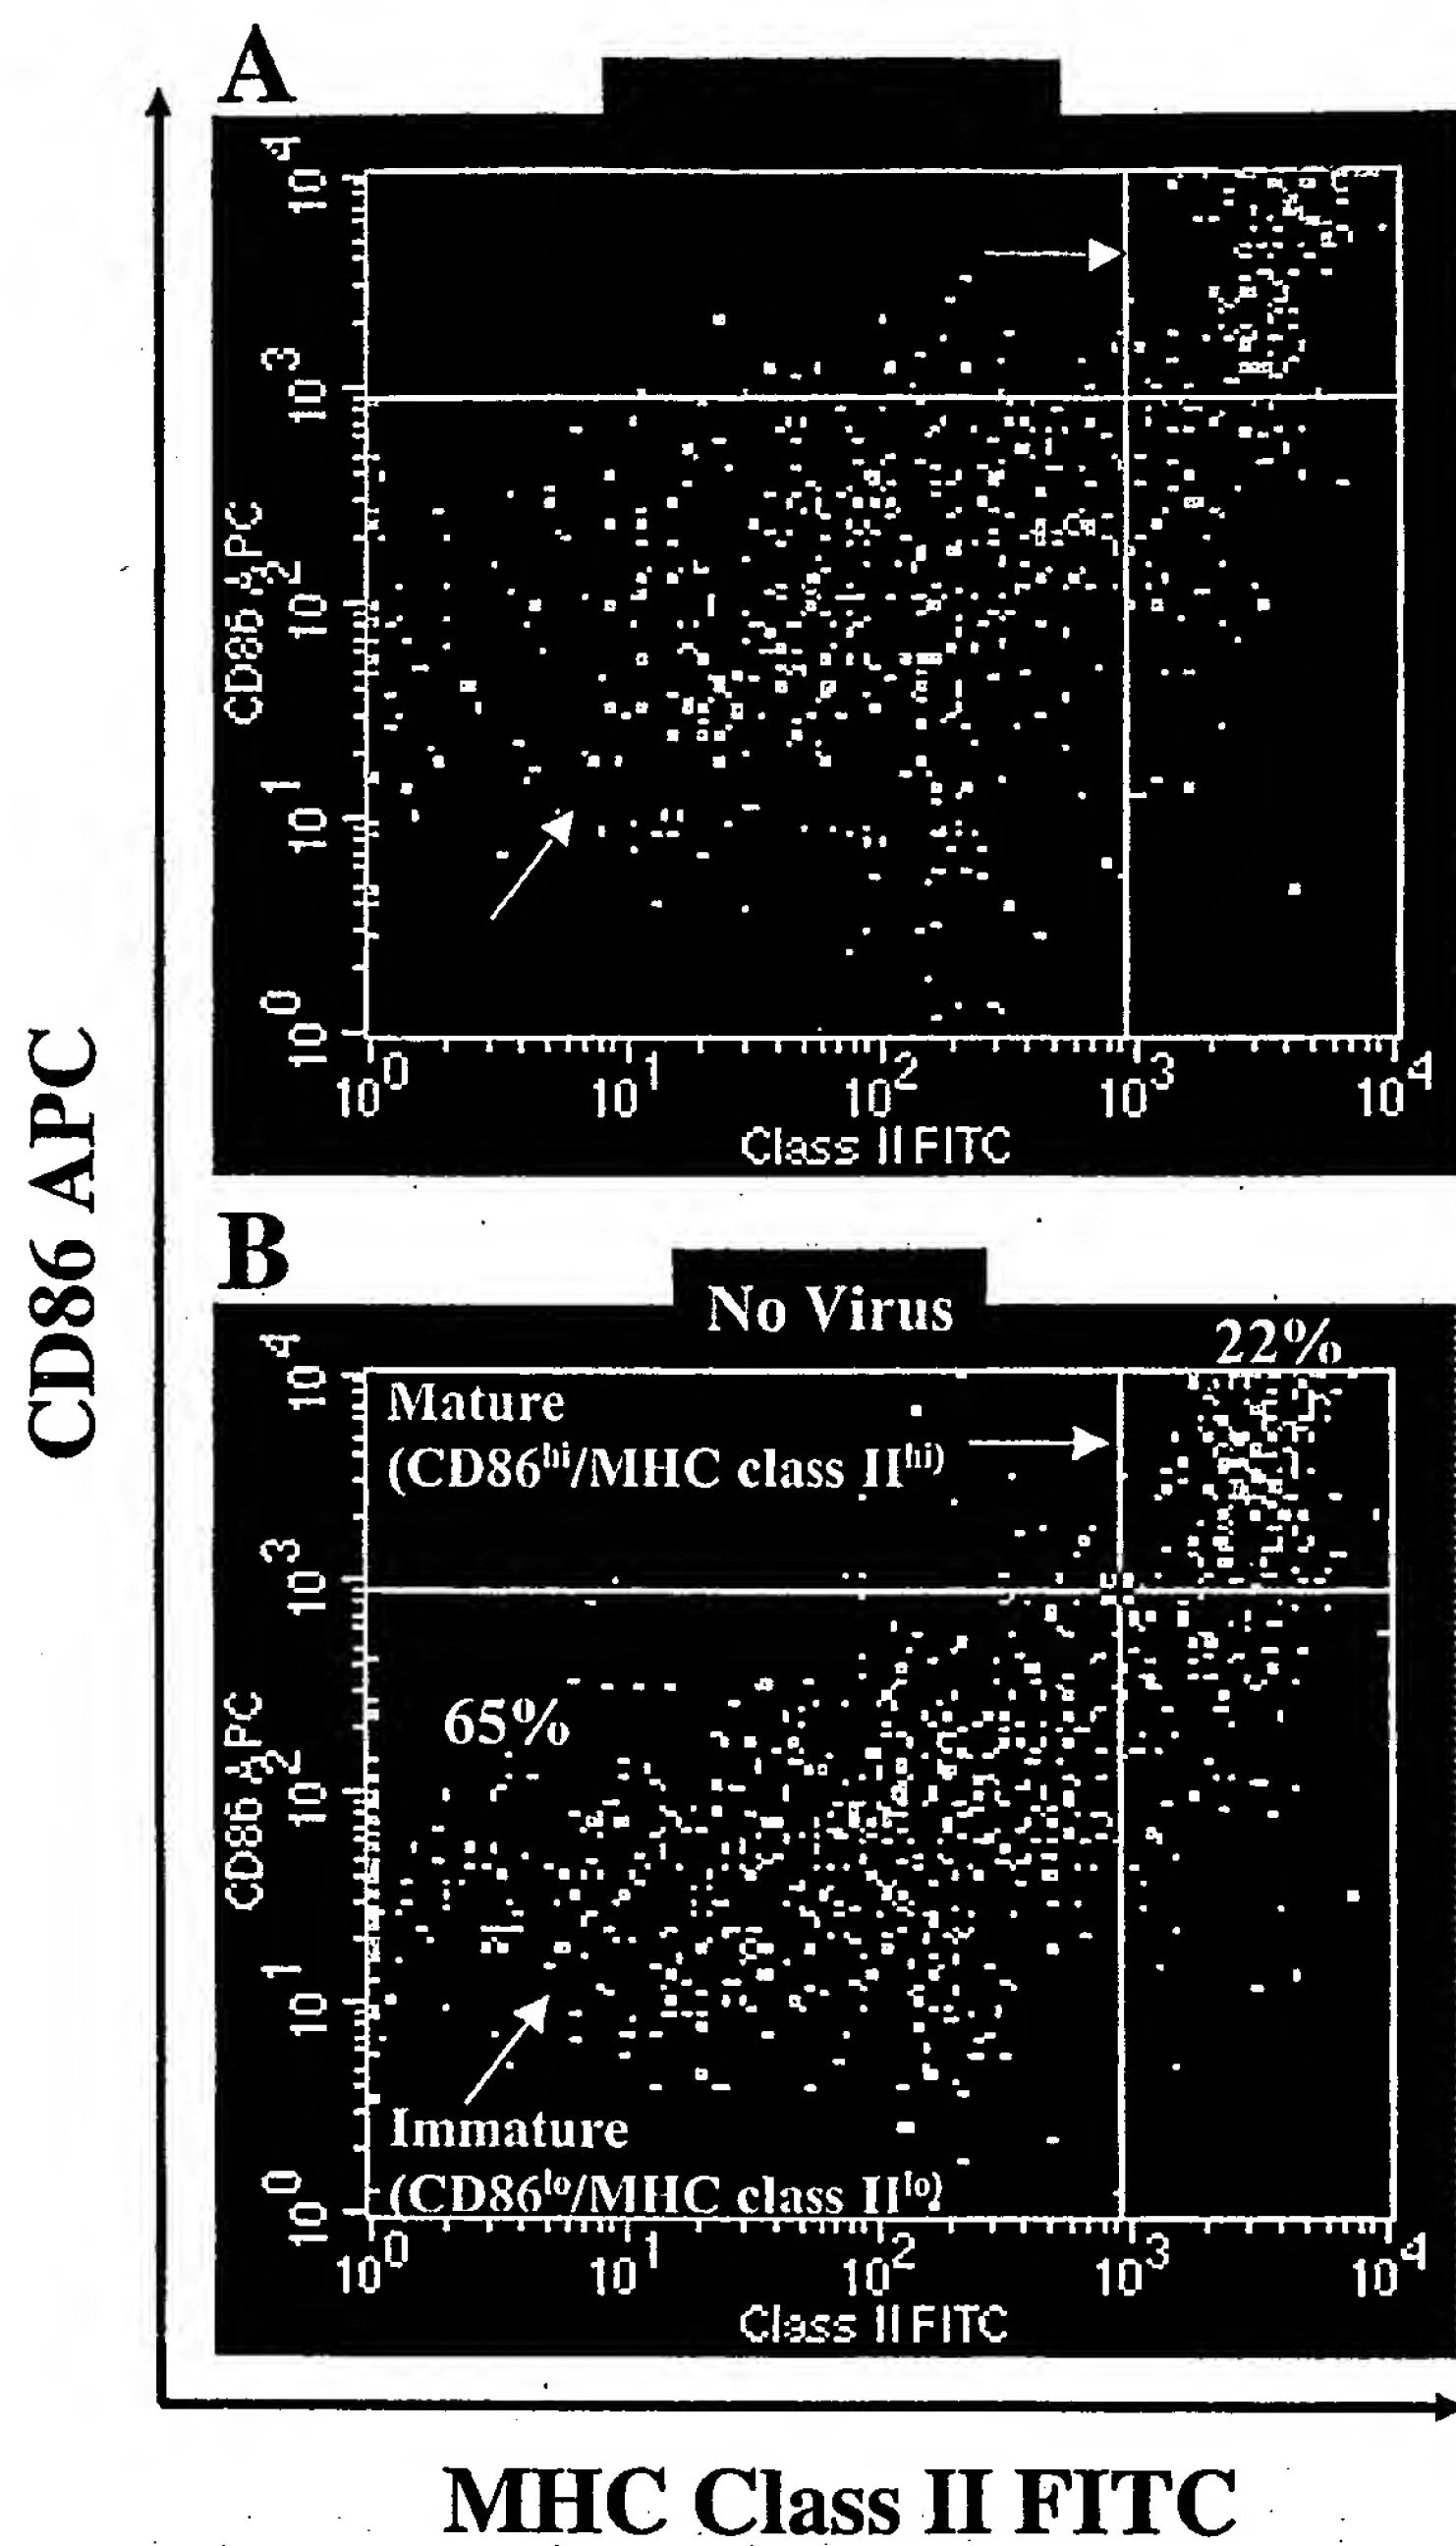 A
10^4
10^3
10^2
10^1
10^0
CD86 APC
10^0 10^1 10^2 10^3 10^4
Class II FITC
CD86 APC
B
No Virus
22%
Mature
(CD86^hi/MHC class II^hi)
10^4
10^3
10^2
10^1
10^0
CD86 APC
65%
Immature
(CD86^lo/MHC class II^lo)
10^0 10^1 10^2 10^3 10^4
Class II FITC
MHC Class II FITC